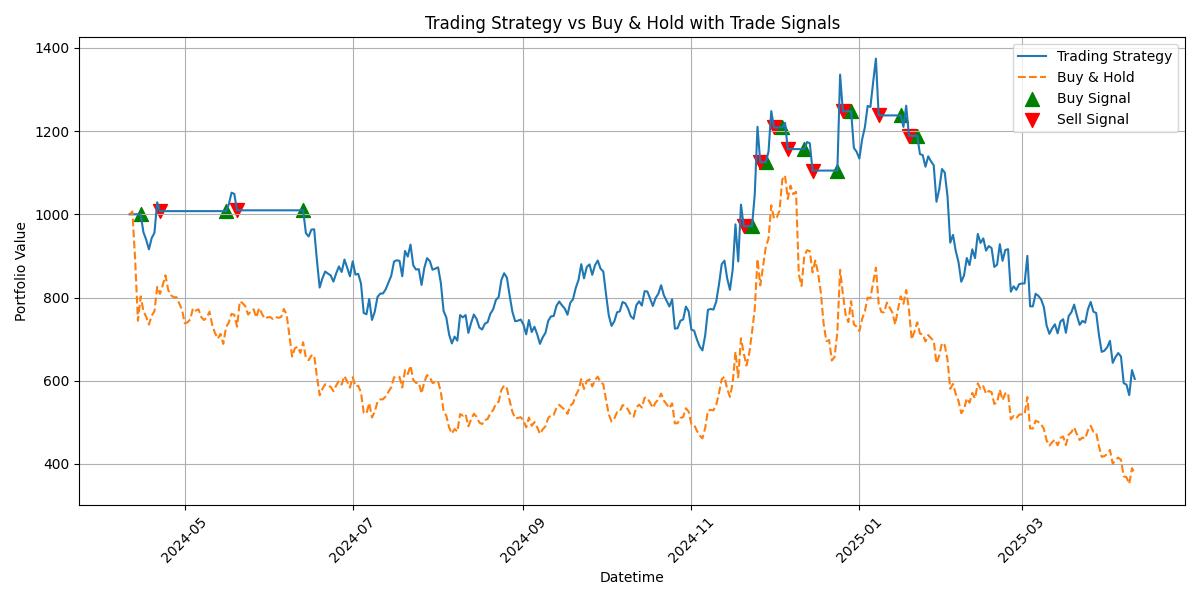 Trading Strategy vs Buy & Hold with Trade Signals
Trading Strategy
Buy & Hold
Buy Signal
Sell Signal
Portfolio Value
1400
1200
1000
800
600
400
2024-05
2024-07
2024-09
2024-11
2025-01
2025-03
Datetime